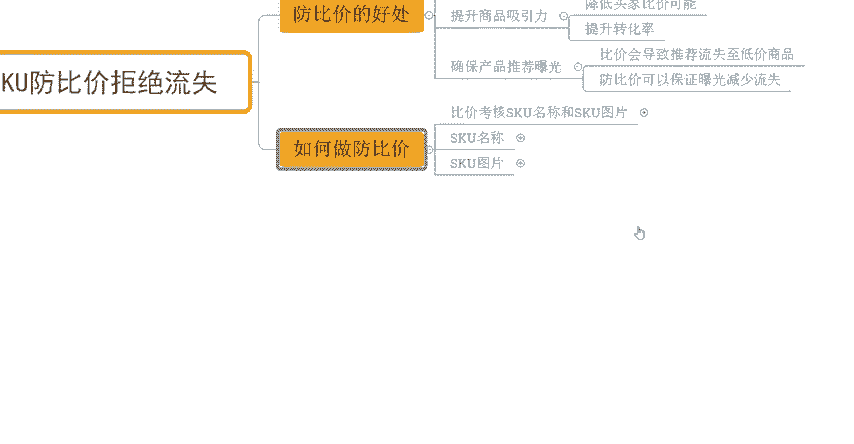 KU防比价拒绝流失
防比价的好处
提升商品吸引力
降低买家比价可能
提升转化率
确保产品推荐曝光
比价会导致推荐流失至低价商品
防比价可以保证曝光减少流失
如何做防比价
比价考核SKU名称和SKU图片
SKU名称
SKU图片